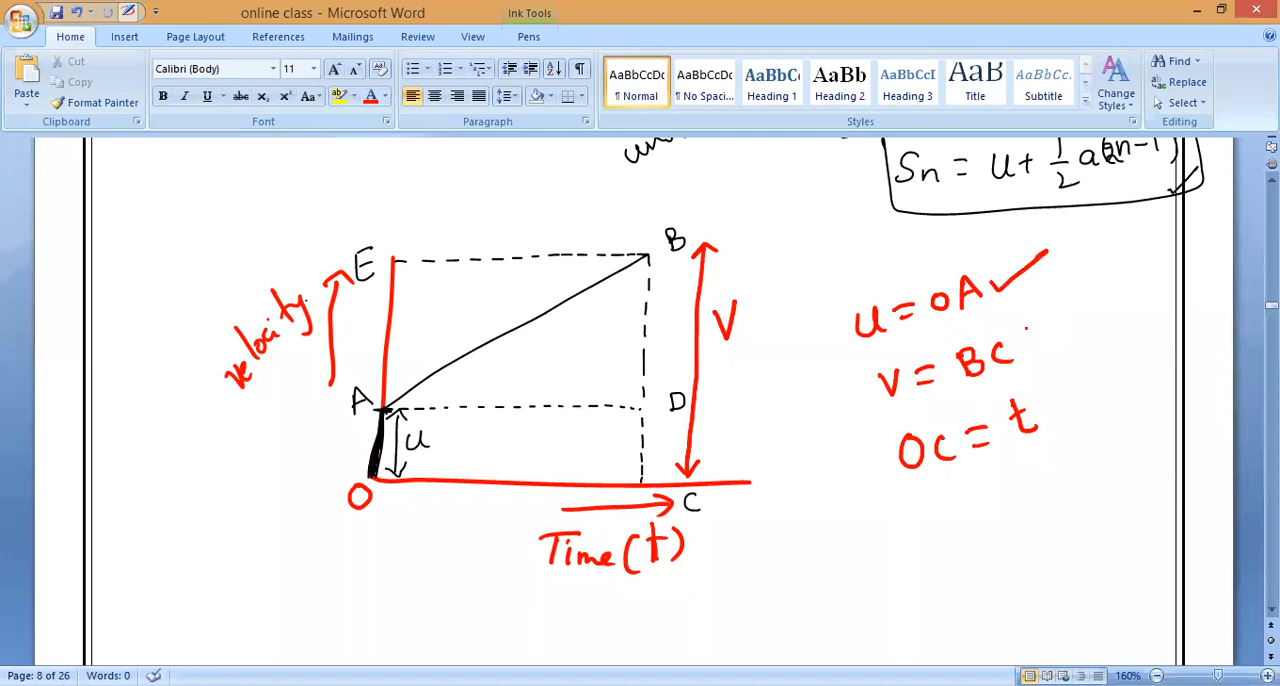 online class - Microsoft Word
Ink Tools
Home Insert Page Layout References Mailings Review View Pens
Cut
Copy
Format Painter
Paste
Clipboard
Calibri (Body) 11
Font
Paragraph
AaBbCcDc AaBbCcDc AaBbC AaBb AaBbCcI AaB AaBbCc.
¶ Normal ¶ No Spaci... Heading 1 Heading 2 Heading 3 Title Subtitle
Styles
Change Styles
Find
Replace
Select
Editing
Sn = u + 1/2 a(2n-1)
E
B
velocity
V
A
D
u
O
C
Time (t)
u = OA ✓
v = BC
OC = t
Page: 8 of 26 Words: 0
160%